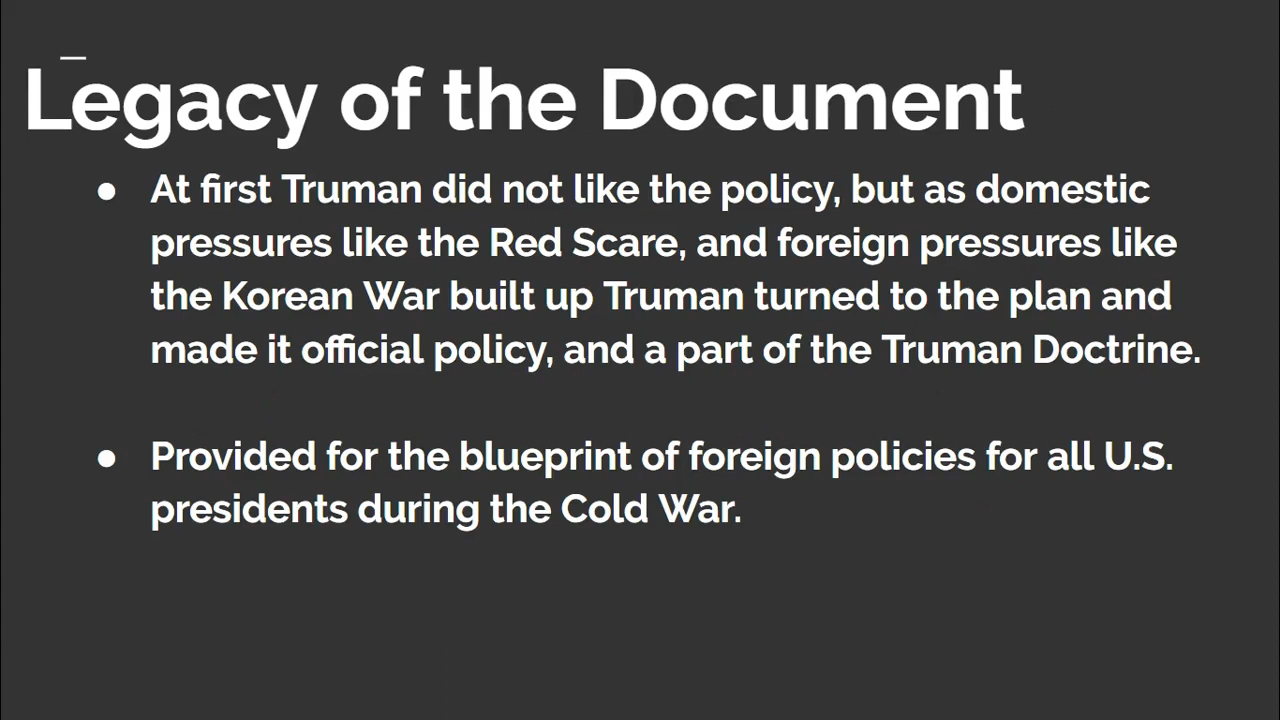 Legacy of the Document
● At first Truman did not like the policy, but as domestic
pressures like the Red Scare, and foreign pressures like
the Korean War built up Truman turned to the plan and
made it official policy, and a part of the Truman Doctrine.
● Provided for the blueprint of foreign policies for all U.S.
presidents during the Cold War.